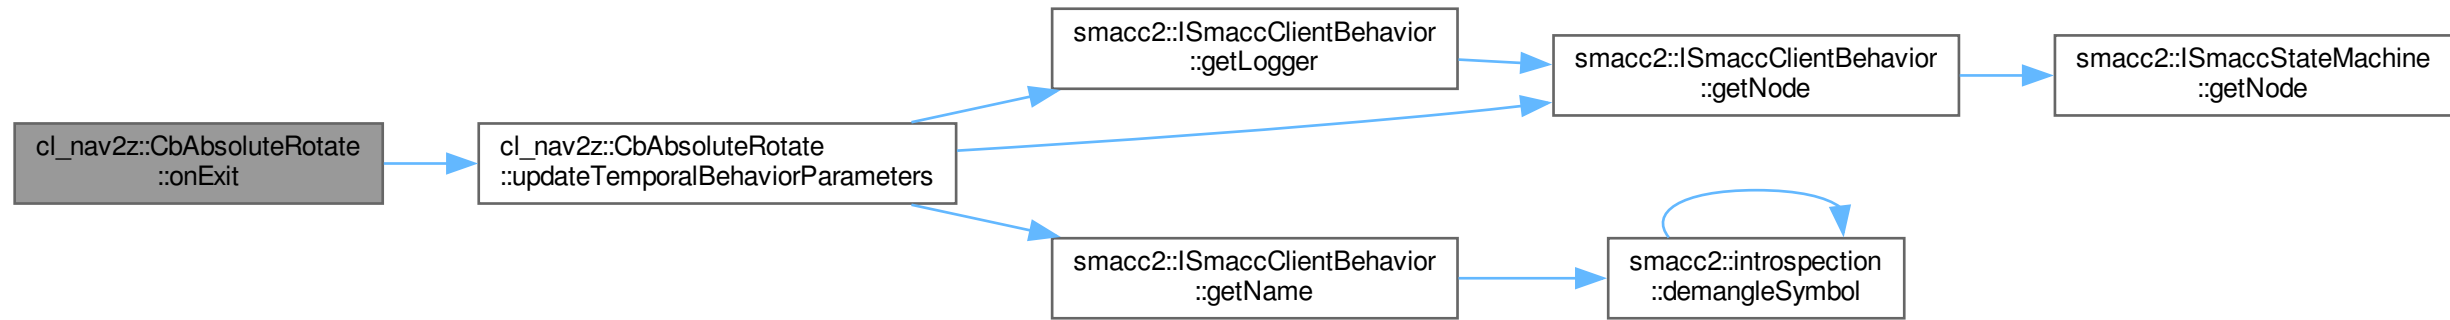 cl_nav2z::CbAbsoluteRotate
::onExit
cl_nav2z::CbAbsoluteRotate
::updateTemporalBehaviorParameters
smacc2::ISmaccClientBehavior
::getLogger
smacc2::ISmaccClientBehavior
::getNode
smacc2::ISmaccStateMachine
::getNode
smacc2::ISmaccClientBehavior
::getName
smacc2::introspection
::demangleSymbol